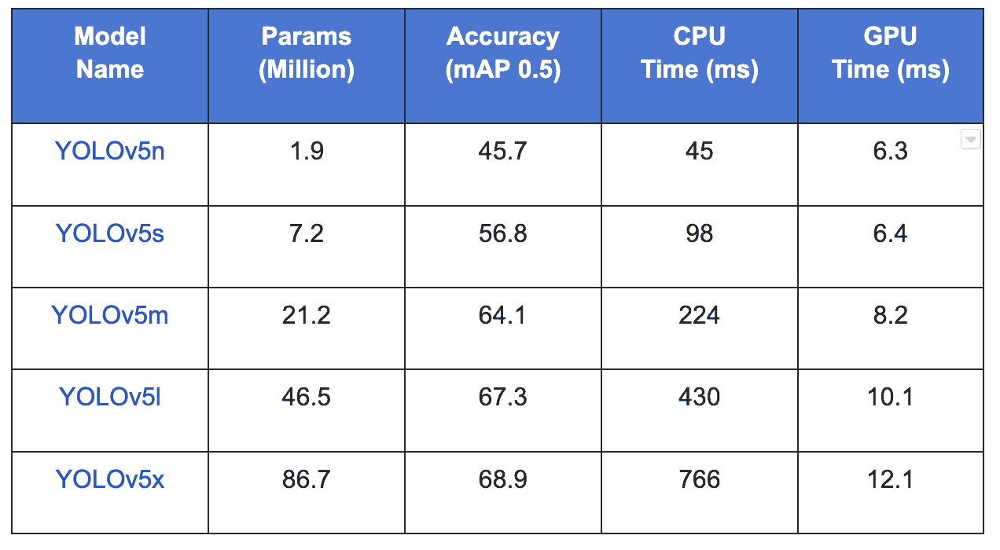 Model Name Params (Million) Accuracy (mAP 0.5) CPU Time (ms) GPU Time (ms)
YOLOv5n 1.9 45.7 45 6.3
YOLOv5s 7.2 56.8 98 6.4
YOLOv5m 21.2 64.1 224 8.2
YOLOv5l 46.5 67.3 430 10.1
YOLOv5x 86.7 68.9 766 12.1